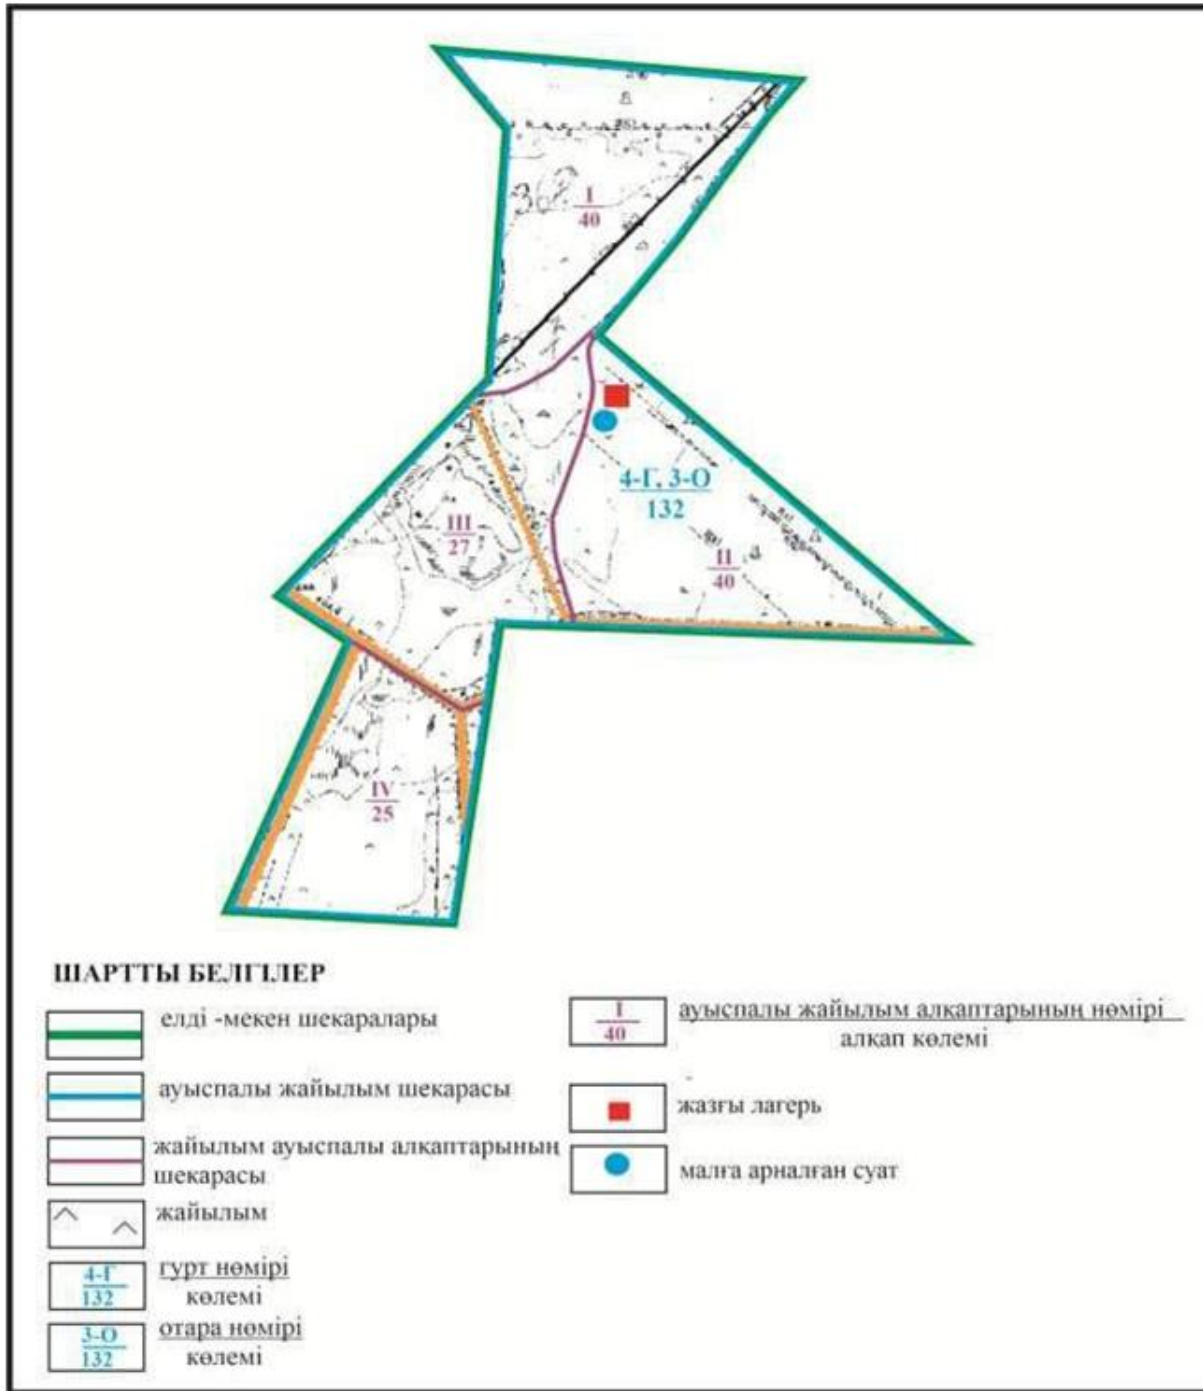 I
40
4-Г, 3-О
132
III
27
II
40
IV
25
ШАРТТЫ БЕЛГІЛЕР
елді -мекен шекаралары
ауыспалы жайылым шекарасы
жайылым ауыспалы алқаптарының
шекарасы
жайылым
4-Г
132
гурт нөмірі
көлемі
3-О
132
отара нөмірі
көлемі
I
40
ауыспалы жайылым алқаптарының нөмірі
алқап көлемі
жазғы лагерь
малға арналған суат